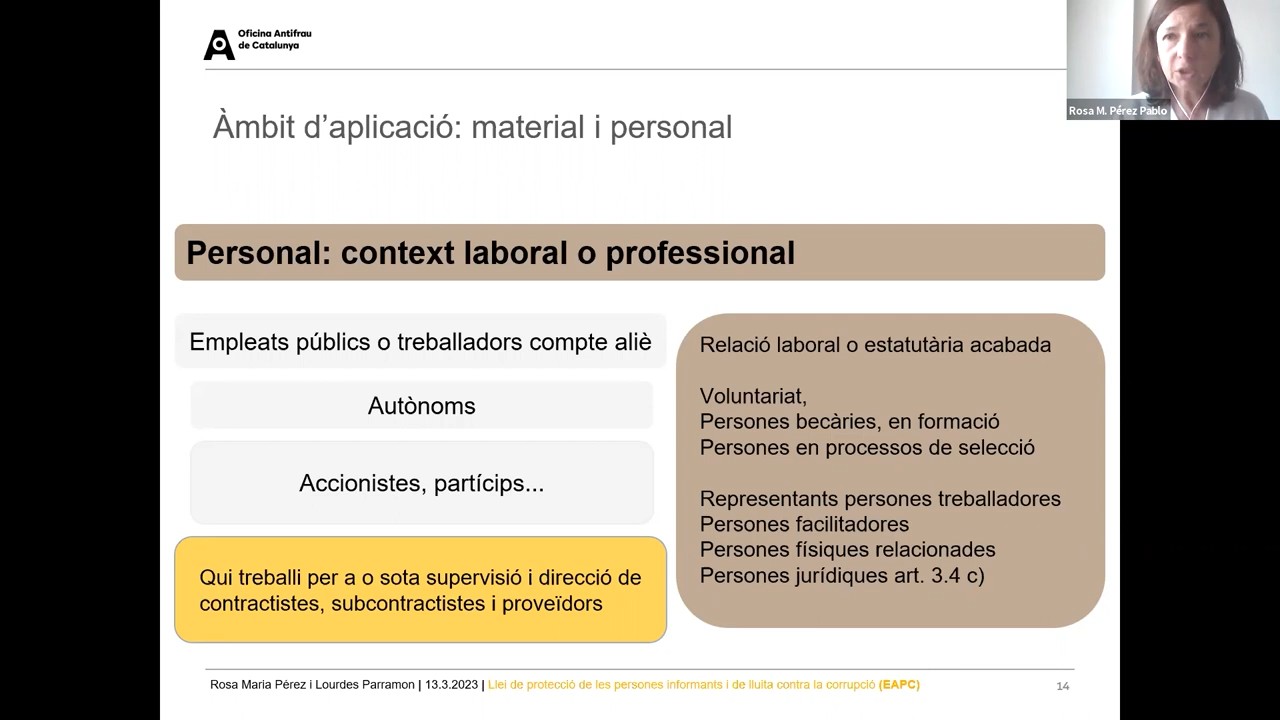 Oficina Antifrau
de Catalunya
Rosa M. Pérez Pablo
Àmbit d’aplicació: material i personal
Personal: context laboral o professional
Empleats públics o treballadors compte aliè
Autònoms
Accionistes, partícips...
Qui treballi per a o sota supervisió i direcció de
contractistes, subcontractistes i proveïdors
Relació laboral o estatutària acabada
Voluntariat,
Persones becàries, en formació
Persones en processos de selecció
Representants persones treballadores
Persones facilitadores
Persones físiques relacionades
Persones jurídiques art. 3.4 c)
Rosa Maria Pérez i Lourdes Parramon | 13.3.2023 | Llei de protecció de les persones informants i de lluita contra la corrupció (EAPC)
14